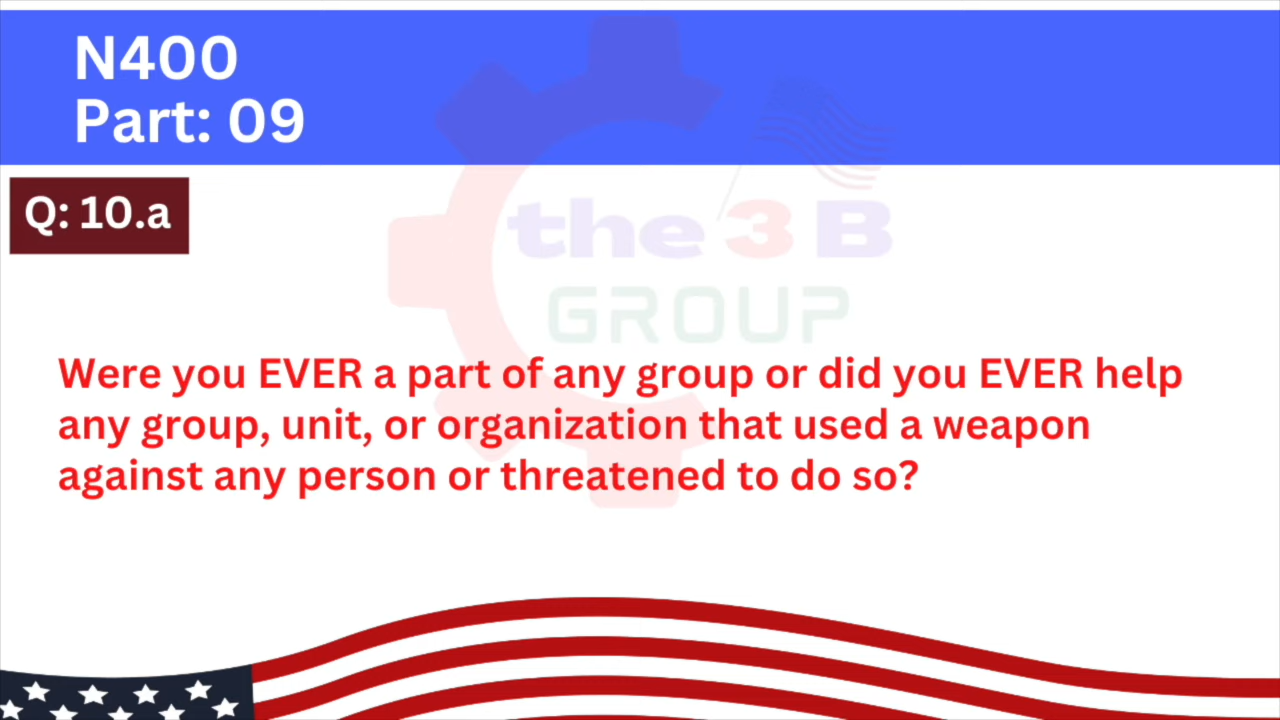 N400
Part: 09
Q: 10.a
the 3 B
GROUP
Were you EVER a part of any group or did you EVER help
any group, unit, or organization that used a weapon
against any person or threatened to do so?